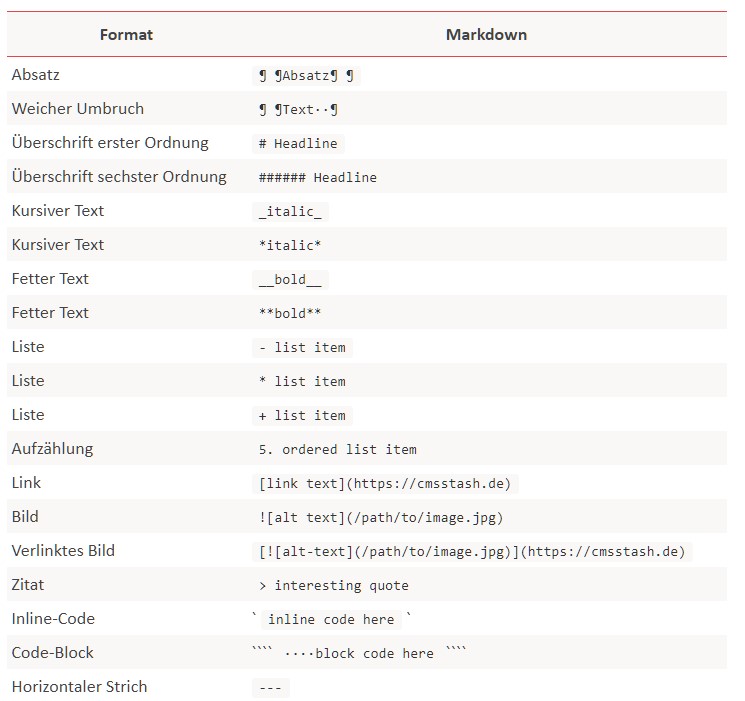 Format Markdown
Absatz ¶ ¶Absatz¶ ¶
Weicher Umbruch ¶ ¶Text··¶
Überschrift erster Ordnung # Headline
Überschrift sechster Ordnung ###### Headline
Kursiver Text _italic_
Kursiver Text *italic*
Fetter Text __bold__
Fetter Text **bold**
Liste - list item
Liste * list item
Liste + list item
Aufzählung 5. ordered list item
Link [link text](https://cmsstash.de)
Bild ![alt text](/path/to/image.jpg)
Verlinktes Bild [![alt-text](/path/to/image.jpg)](https://cmsstash.de)
Zitat > interesting quote
Inline-Code ` inline code here `
Code-Block ```` ····block code here ````
Horizontaler Strich ---